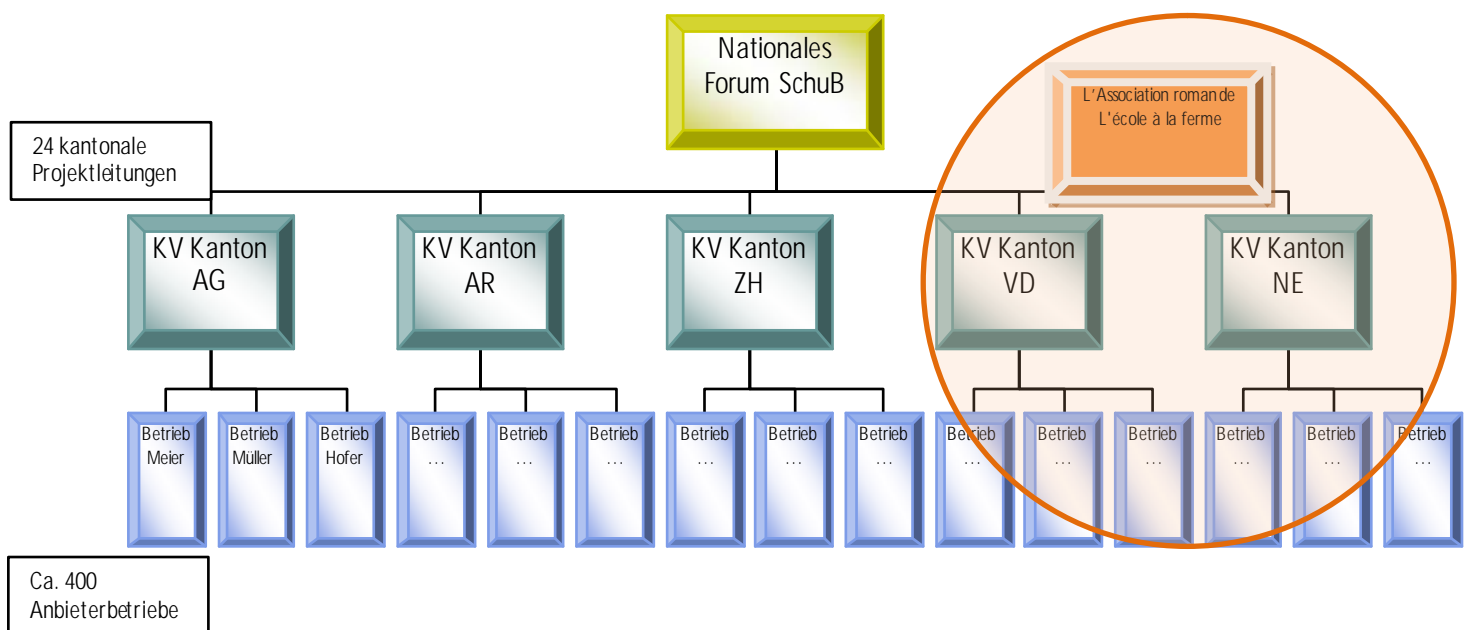 Nationales
Forum SchuB
L'Association romande
L'école à la ferme
24 kantonale
Projektleitungen
KV Kanton
AG
KV Kanton
AR
KV Kanton
ZH
KV Kanton
VD
KV Kanton
NE
Betrieb
Meier
Betrieb
Müller
Betrieb
Hofer
Betrieb
...
Betrieb
...
Betrieb
...
Betrieb
...
Betrieb
...
Betrieb
...
Betrieb
...
Betrieb
...
Betrieb
...
Betrieb
...
Betrieb
...
Betrieb
...
Ca. 400
Anbieterbetriebe